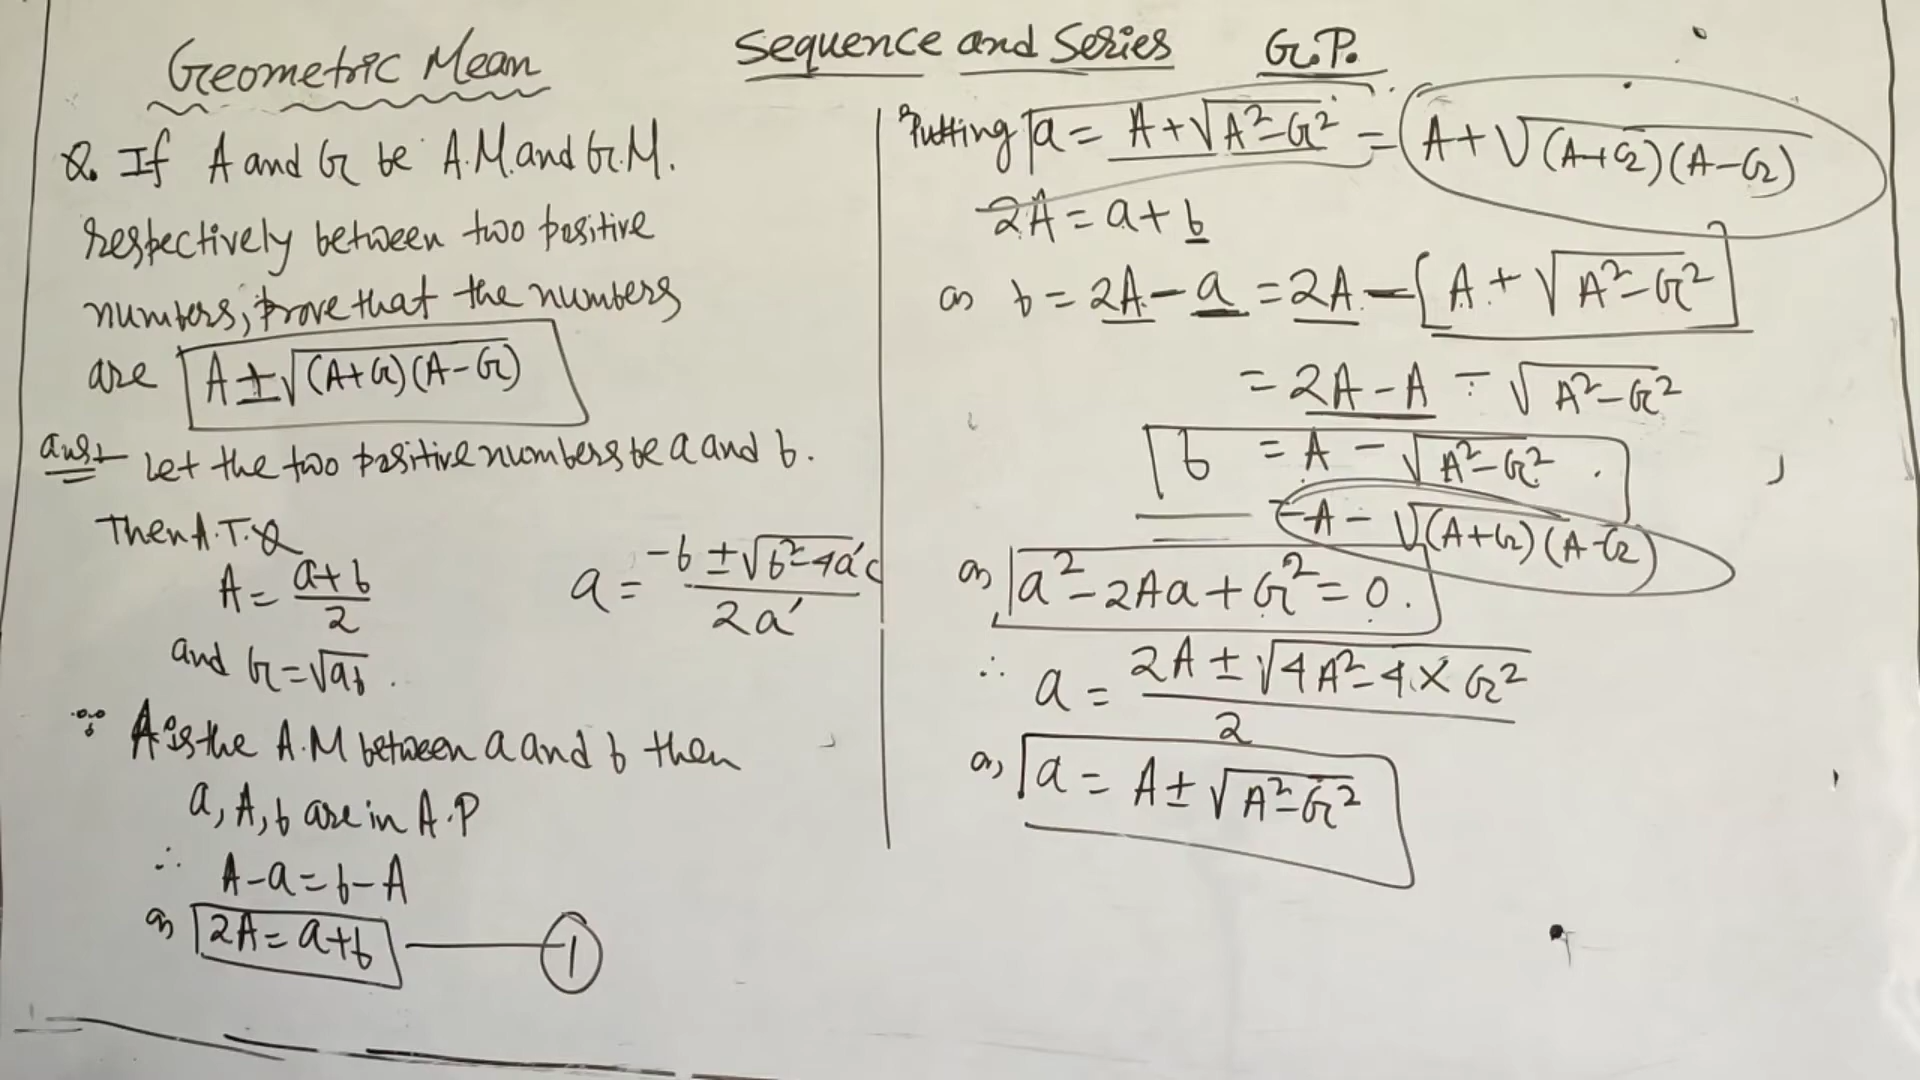 Geometric Mean
Sequence and Series G.P.
Q. If A and G be A.M. and G.M.
respectively between two positive
numbers, prove that the numbers
are A ± √(A+G)(A-G)
ans Let the two positive numbers be a and b.
Then A.T.Q
A = a+b/2
and G = √ab.
a = -b ± √b²-4a'c / 2a'
∵ A is the A.M between a and b then
a, A, b are in A.P
∴ A-a = b-A
or 2A = a+b — 1
Putting a = A+√A²-G² = A+√(A+G)(A-G)
2A = a+b
or b = 2A - a = 2A - [A + √A²-G²]
= 2A - A - √A²-G²
b = A - √A²-G².
= A - √(A+G)(A-G)
or a² - 2Aa + G² = 0.
∴ a = 2A ± √4A²-4×G² / 2
or, a = A ± √A²-G²